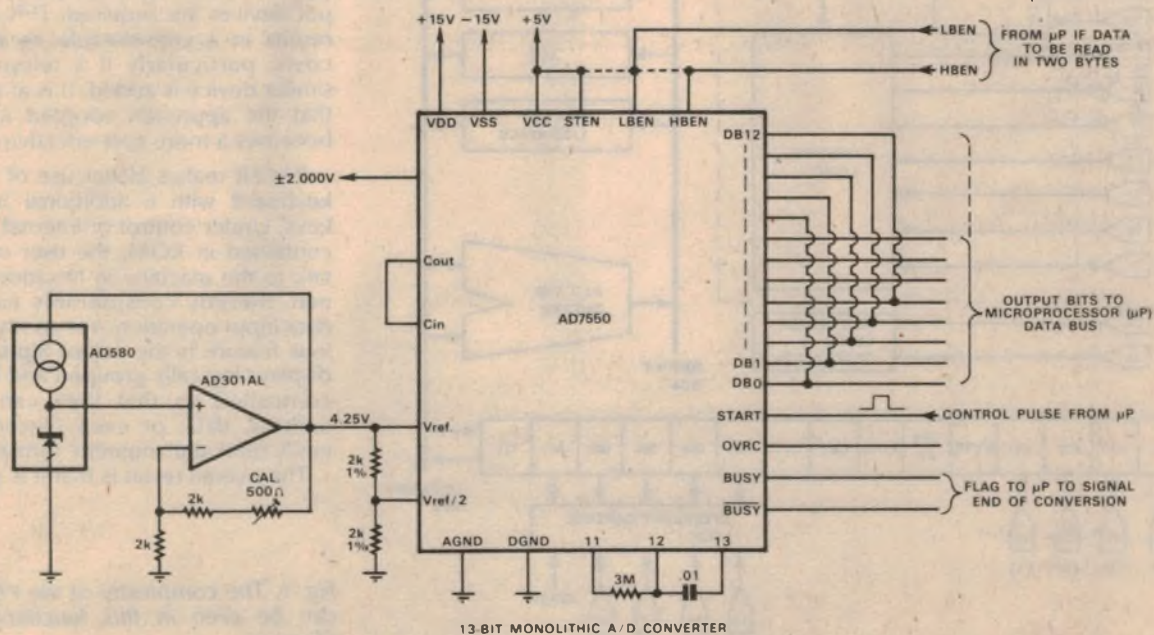 +15V -15V +5V
LBEN
HBEN
FROM µP IF DATA
TO BE READ
IN TWO BYTES
VDD VSS VCC STEN LBEN HBEN
DB12
±2.000V
Cout
Cin
AD7550
OUTPUT BITS TO
MICROPROCESSOR (µP)
DATA BUS
AD580
AD301AL
+
-
4.25V
Vref
DB1
DB0
START
CONTROL PULSE FROM µP
OVRC
CAL
500Ω
2k
2k
2k
1%
Vref/2
2k
1%
BUSY
BUSY
FLAG TO µP TO SIGNAL
END OF CONVERSION
AGND DGND 11 12 13
3M .01
13-BIT MONOLITHIC A/D CONVERTER